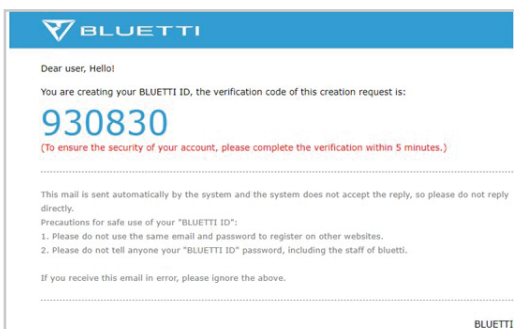 BLUETTI
Dear user, Hello!
You are creating your BLUETTI ID, the verification code of this creation request is:
930830
(To ensure the security of your account, please complete the verification within 5 minutes.)
This mail is sent automatically by the system and the system does not accept the reply, so please do not reply
directly.
Precautions for safe use of your "BLUETTI ID":
1. Please do not use the same email and password to register on other websites.
2. Please do not tell anyone your "BLUETTI ID" password, including the staff of bluetti.
If you receive this email in error, please ignore the above.
BLUETTI